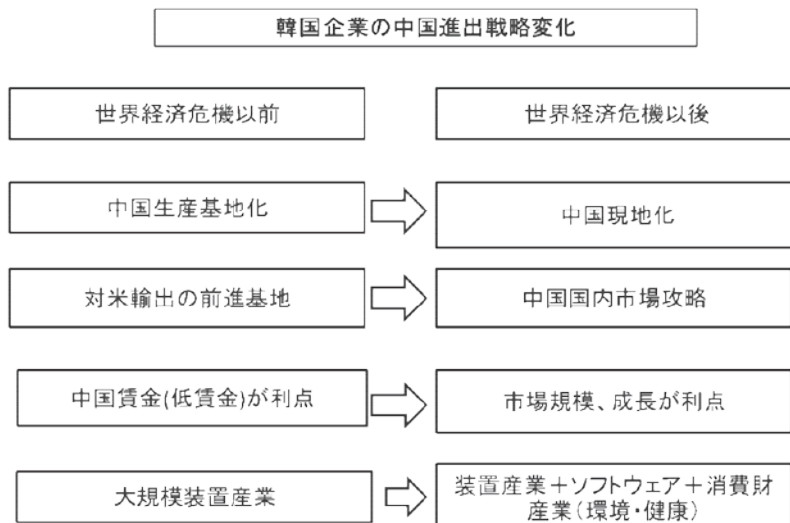 韓国企業の中国進出戦略変化
世界経済危機以前
世界経済危機以後
中国生産基地化
中国現地化
対米輸出の前進基地
中国国内市場攻略
中国賃金(低賃金)が利点
市場規模、成長が利点
大規模装置産業
装置産業＋ソフトウェア＋消費財
産業(環境・健康)